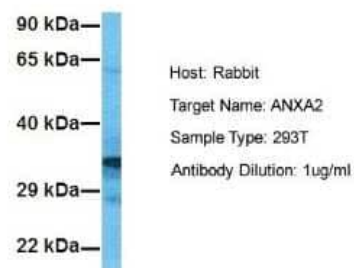 90 kDa
65 kDa
40 kDa
29 kDa
22 kDa
Host: Rabbit
Target Name: ANXA2
Sample Type: 293T
Antibody Dilution: 1ug/ml